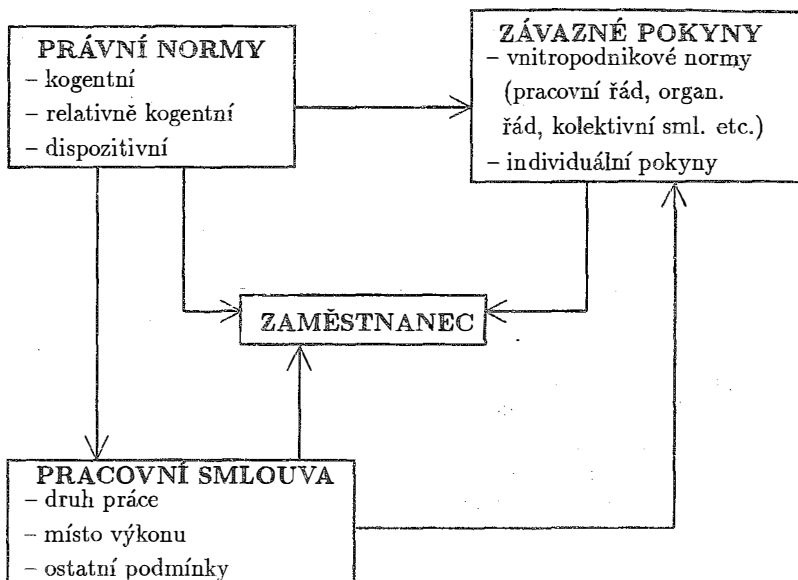 PRÁVNÍ NORMY
– kogentní
– relativně kogentní
– dispozitivní
ZÁVAZNÉ POKYNY
– vnitropodnikové normy
(pracovní řád, organ.
řád, kolektivní sml. etc.)
– individuální pokyny
ZAMĚSTNANEC
PRACOVNÍ SMLOUVA
– druh práce
– místo výkonu
– ostatní podmínky